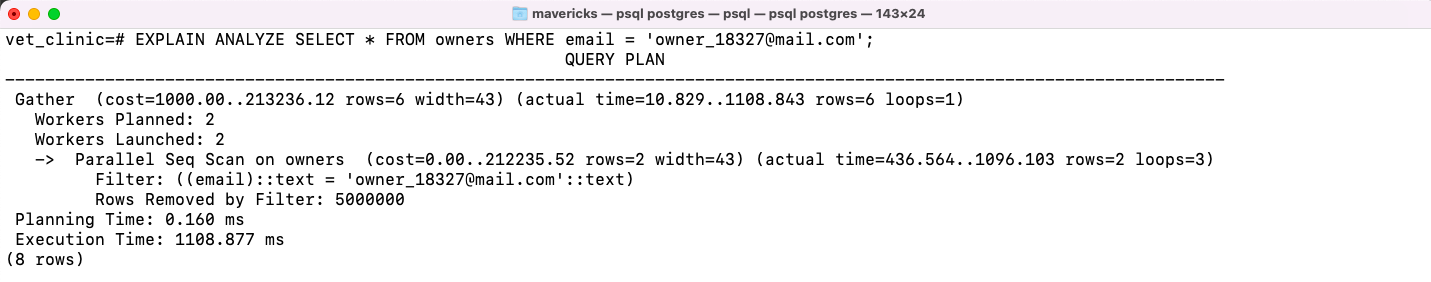 mavericks — psql postgres — psql — psql postgres — 143×24
vet_clinic=# EXPLAIN ANALYZE SELECT * FROM owners WHERE email = 'owner_18327@mail.com';
QUERY PLAN
--------------------------------------------------------------------------------------------------------------------------
Gather  (cost=1000.00..213236.12 rows=6 width=43) (actual time=10.829..1108.843 rows=6 loops=1)
Workers Planned: 2
Workers Launched: 2
->  Parallel Seq Scan on owners  (cost=0.00..212235.52 rows=2 width=43) (actual time=436.564..1096.103 rows=2 loops=3)
Filter: ((email)::text = 'owner_18327@mail.com'::text)
Rows Removed by Filter: 5000000
Planning Time: 0.160 ms
Execution Time: 1108.877 ms
(8 rows)